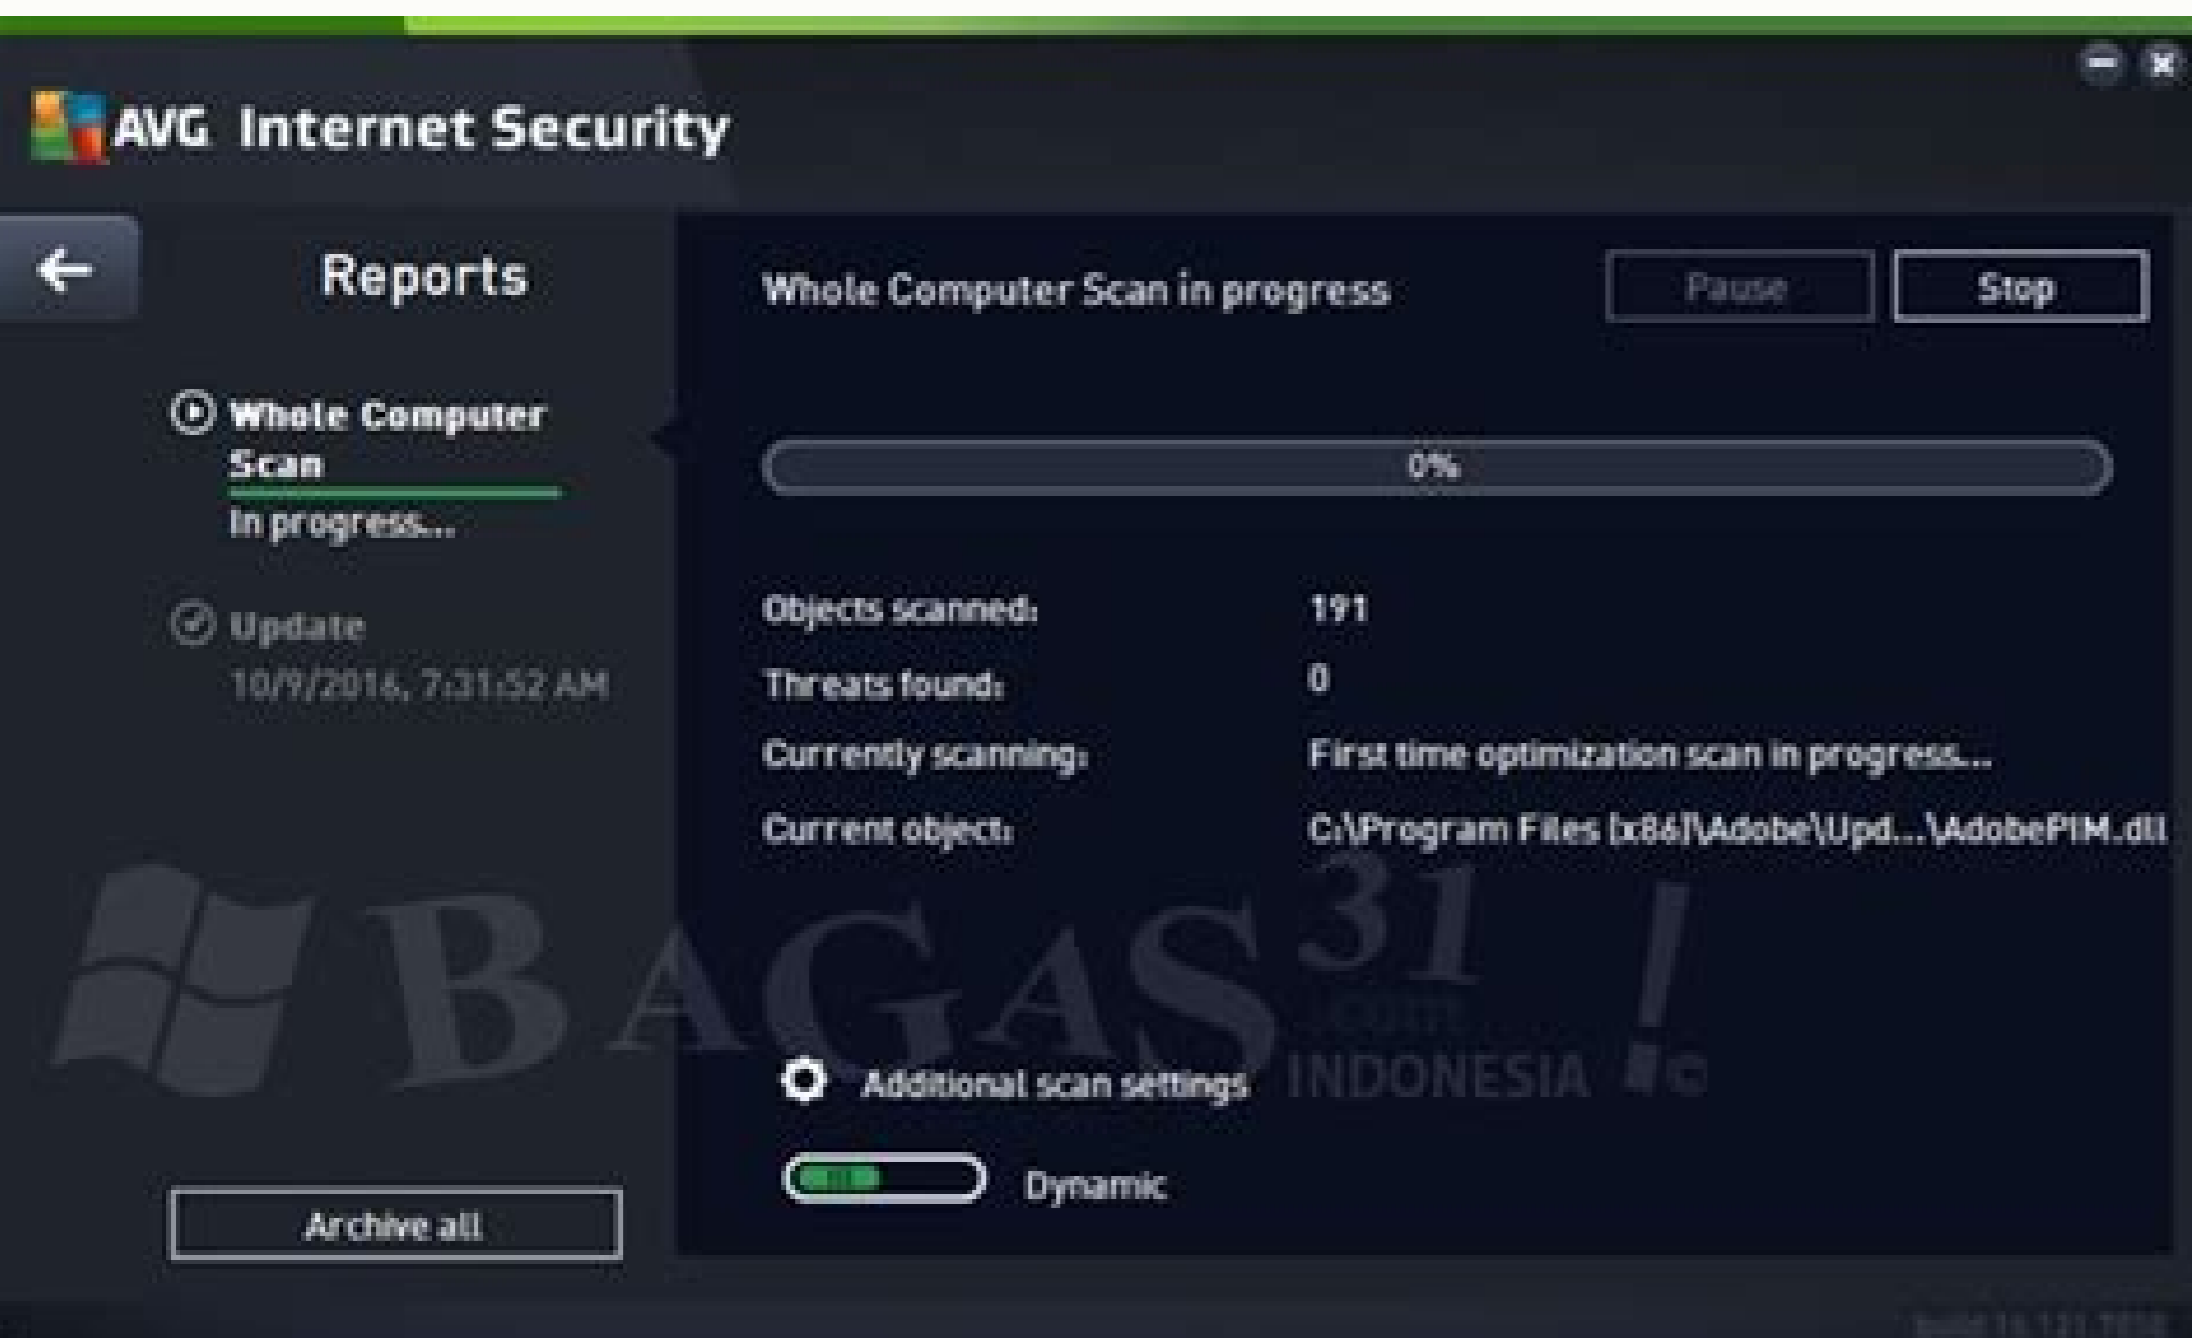 AVG Internet Security
Reports
Whole Computer
Scan
In progress...
Update
10/9/2016, 7:31:52 AM
Archive all
Whole Computer Scan in progress
Pause
Stop
0%
Objects scanned: 191
Threats found: 0
Currently scanning: First time optimization scan in progress...
Current object: C:\Program Files (x86)\Adobe\Upd...\AdobePIM.dll
Additional scan settings
Dynamic
BAGAS31!
.com
INDONESIA ©